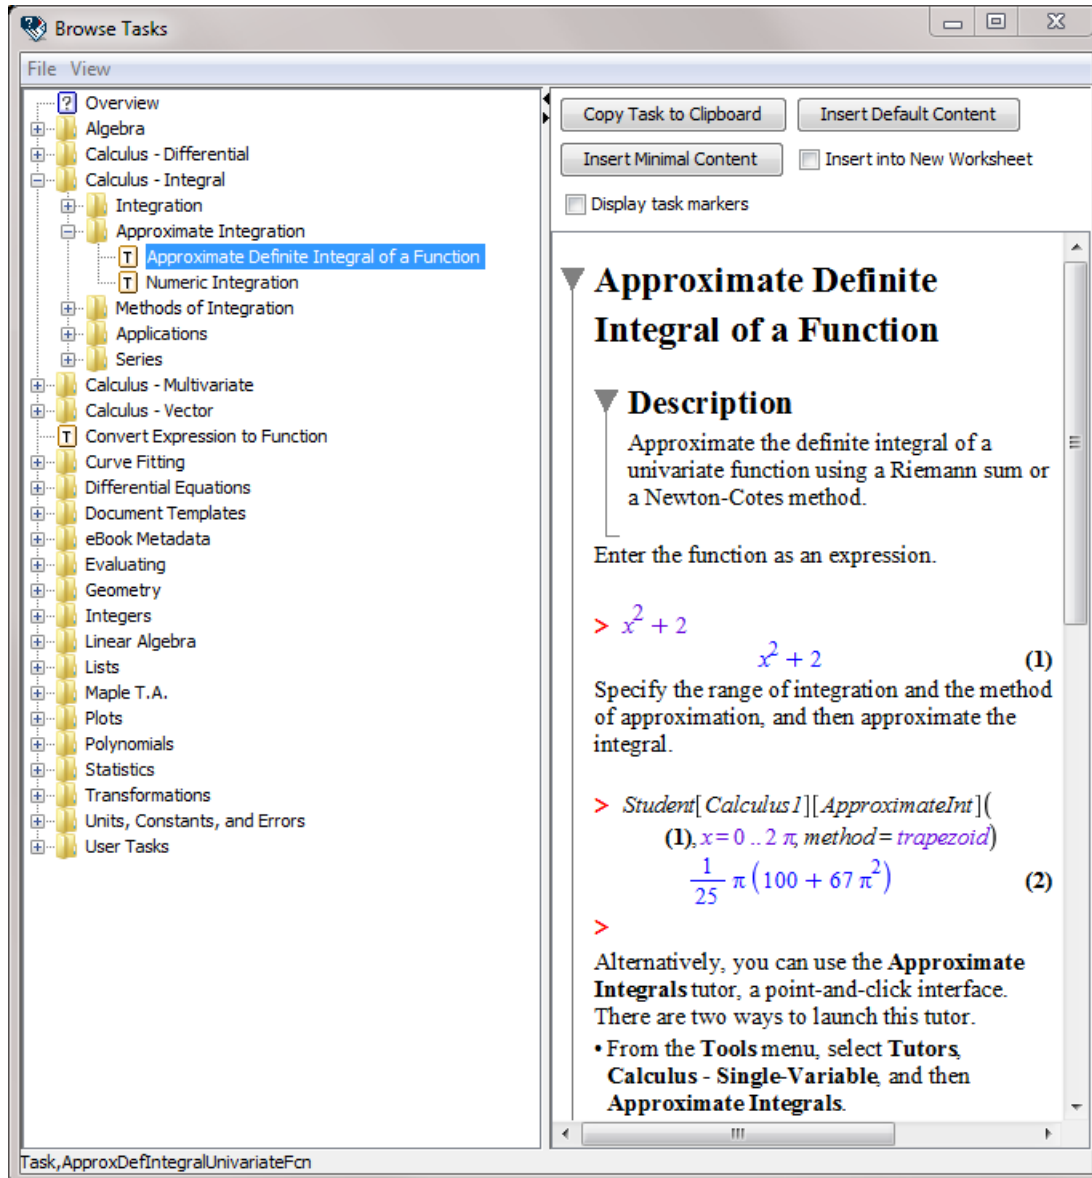 Browse Tasks
File View
Overview
Algebra
Calculus - Differential
Calculus - Integral
Integration
Approximate Integration
Approximate Definite Integral of a Function
Numeric Integration
Methods of Integration
Applications
Series
Calculus - Multivariate
Calculus - Vector
Convert Expression to Function
Curve Fitting
Differential Equations
Document Templates
eBook Metadata
Evaluating
Geometry
Integers
Linear Algebra
Lists
Maple T.A.
Plots
Polynomials
Statistics
Transformations
Units, Constants, and Errors
User Tasks
Copy Task to Clipboard Insert Default Content
Insert Minimal Content Insert into New Worksheet
Display task markers
Approximate Definite
Integral of a Function
Description
Approximate the definite integral of a
univariate function using a Riemann sum or
a Newton-Cotes method.
Enter the function as an expression.
> x² + 2
x² + 2 (1)
Specify the range of integration and the method
of approximation, and then approximate the
integral.
> Student[Calculus1][ApproximateInt](
(1), x = 0 .. 2 π, method = trapezoid)
1/25 π (100 + 67 π²) (2)
>
Alternatively, you can use the Approximate
Integrals tutor, a point-and-click interface.
There are two ways to launch this tutor.
• From the Tools menu, select Tutors,
Calculus - Single-Variable, and then
Approximate Integrals.
Task,ApproxDefIntegralUnivariateFcn